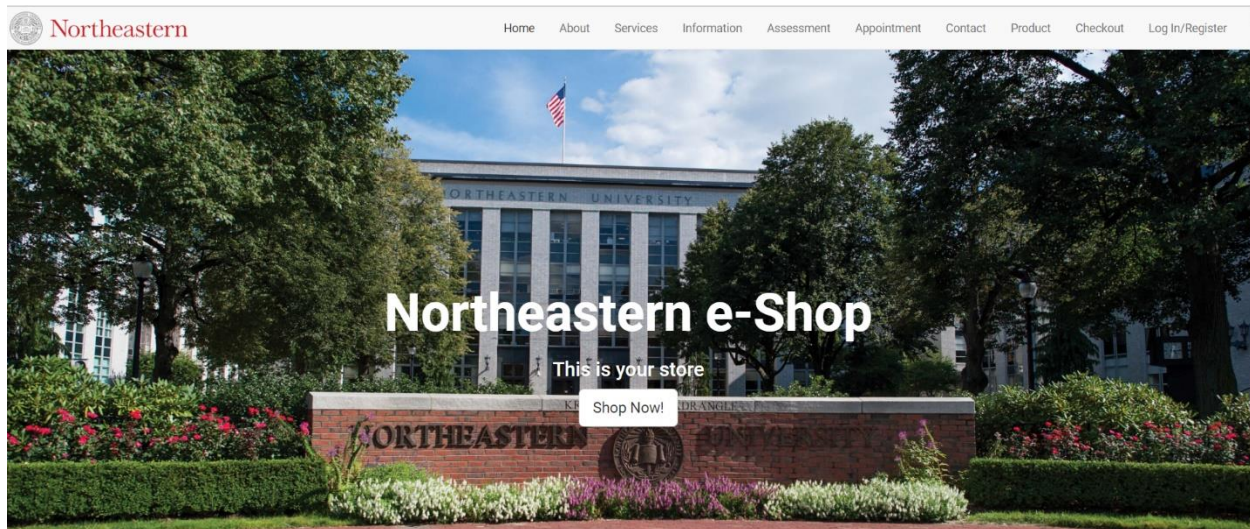 Northeastern
Home About Services Information Assessment Appointment Contact Product Checkout Log In/Register
NORTHEASTERN UNIVERSITY
Northeastern e-Shop
This is your store
Shop Now!
NORTHEASTERN UNIVERSITY